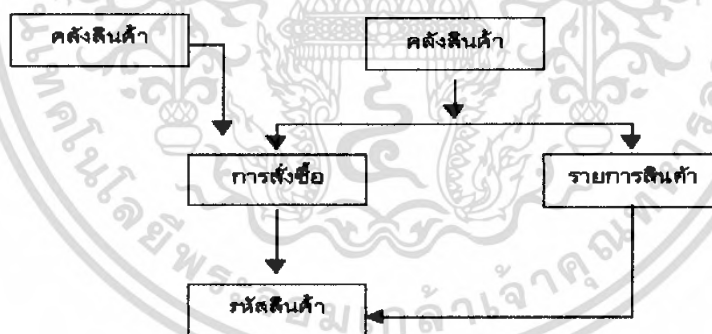 คลังสินค้า
คลังสินค้า
การสั่งซื้อ
รายการสินค้า
รหัสสินค้า